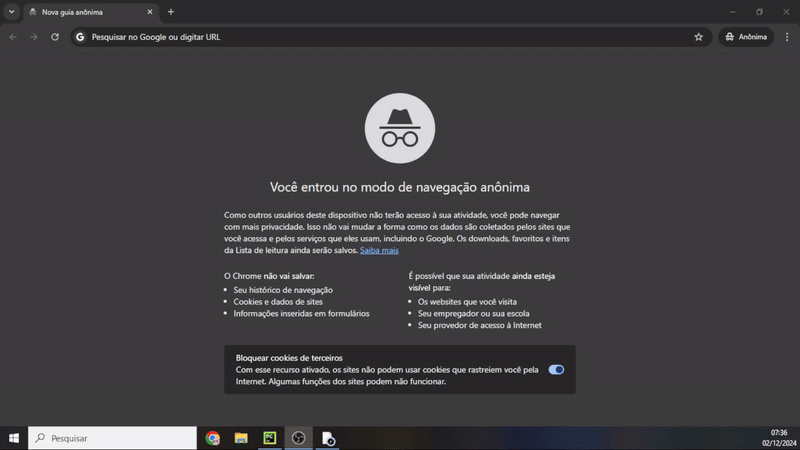 Nova guia anônima
Pesquisar no Google ou digitar URL
Anônima
Você entrou no modo de navegação anônima
Como outros usuários deste dispositivo não terão acesso à sua atividade, você pode navegar
com mais privacidade. Isso não vai mudar a forma como os dados são coletados pelos sites que
você acessa e pelos serviços que eles usam, incluindo o Google. Os downloads, favoritos e itens
da Lista de leitura ainda serão salvos. Saiba mais
O Chrome não vai salvar:
Seu histórico de navegação
Cookies e dados de sites
Informações inseridas em formulários
É possível que sua atividade ainda esteja
visível para:
Os websites que você visita
Seu empregador ou sua escola
Seu provedor de acesso à Internet
Bloquear cookies de terceiros
Com esse recurso ativado, os sites não podem usar cookies que rastreiem você pela
Internet. Algumas funções dos sites podem não funcionar.
Pesquisar
07:36
02/12/2024